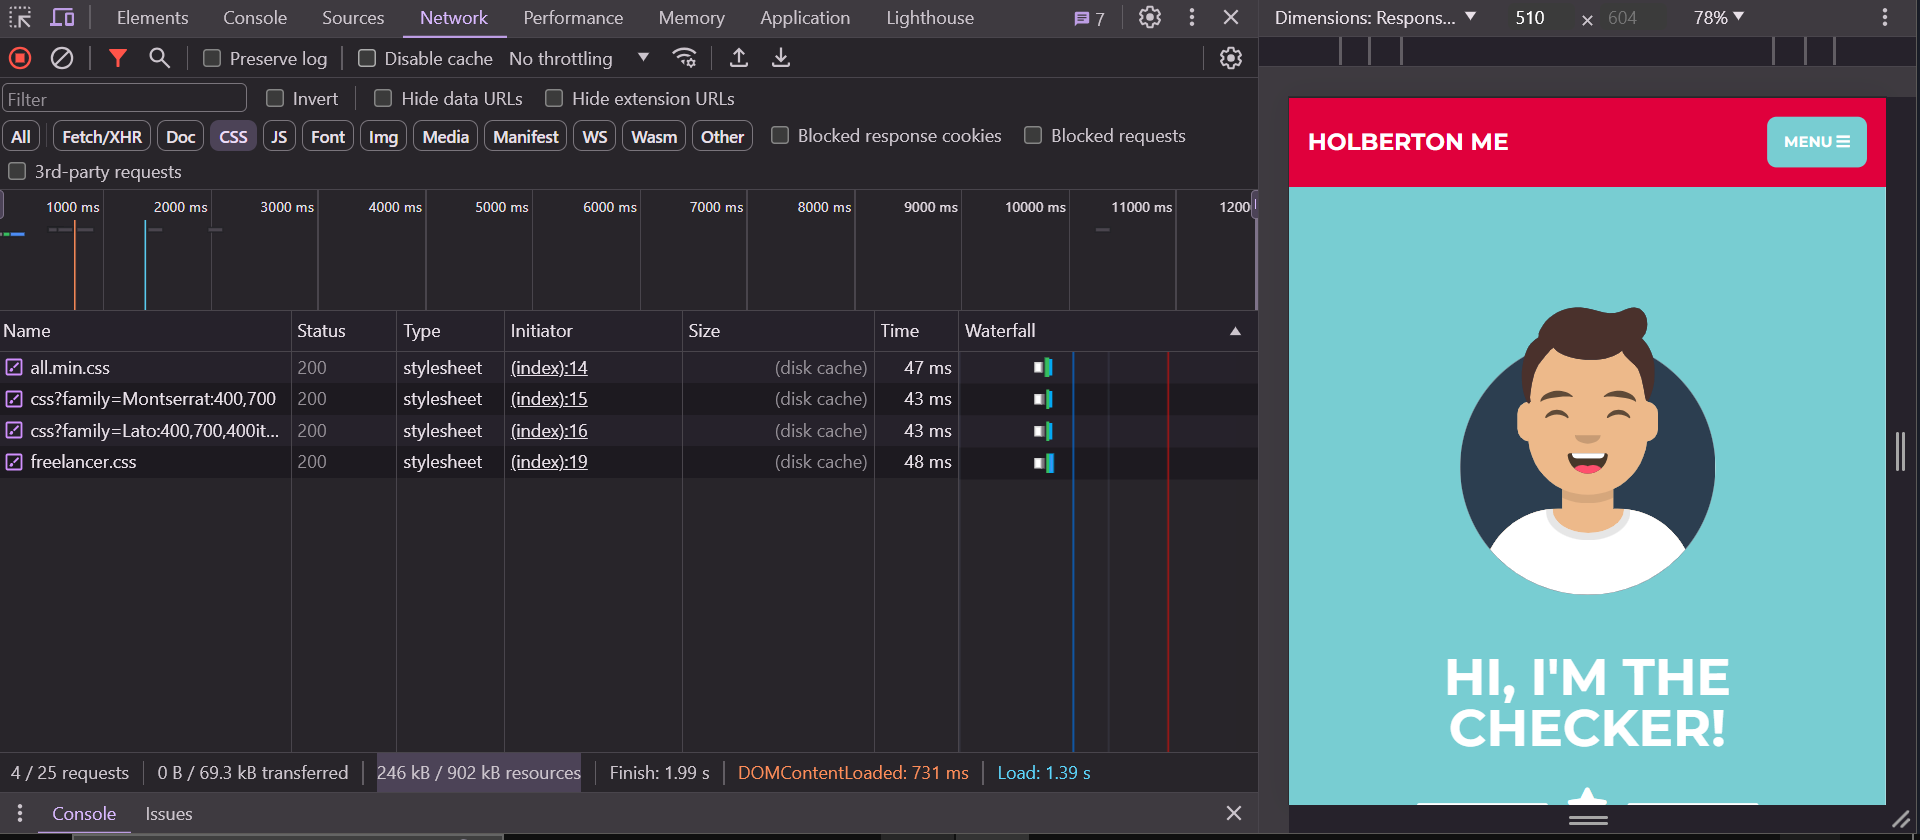 Elements Console Sources Network Performance Memory Application Lighthouse 7
Preserve log Disable cache No throttling
Filter Invert Hide data URLs Hide extension URLs
All Fetch/XHR Doc CSS JS Font Img Media Manifest WS Wasm Other Blocked response cookies Blocked requests
3rd-party requests
1000 ms 2000 ms 3000 ms 4000 ms 5000 ms 6000 ms 7000 ms 8000 ms 9000 ms 10000 ms 11000 ms 1200
Name Status Type Initiator Size Time Waterfall
all.min.css 200 stylesheet (index):14 (disk cache) 47 ms
css?family=Montserrat:400,700 200 stylesheet (index):15 (disk cache) 43 ms
css?family=Lato:400,700,400it... 200 stylesheet (index):16 (disk cache) 43 ms
freelancer.css 200 stylesheet (index):19 (disk cache) 48 ms
4 / 25 requests 0 B / 69.3 kB transferred 246 kB / 902 kB resources Finish: 1.99 s DOMContentLoaded: 731 ms Load: 1.39 s
Console Issues
Dimensions: Respons... 510 × 604 78%
HOLBERTON ME MENU
HI, I'M THE
CHECKER!